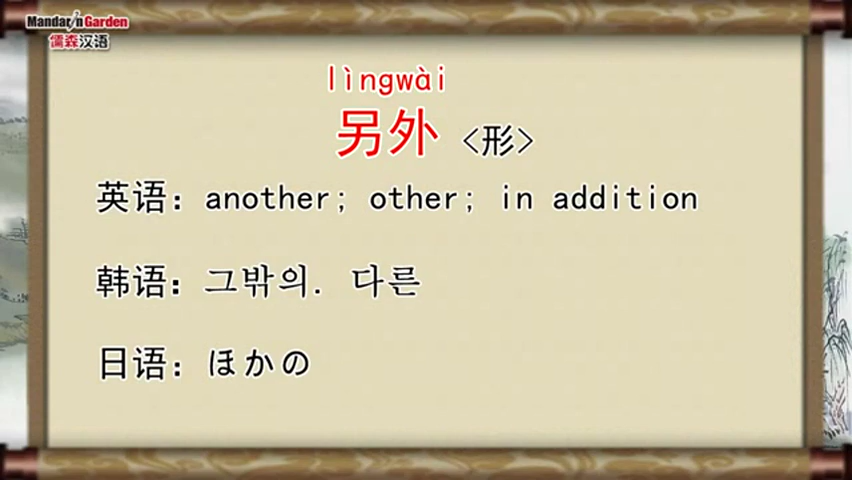 Mandarin Garden
儒森汉语
lìngwài
另外 <形>
英语: another; other; in addition
韩语: 그밖의. 다른
日语: ほかの